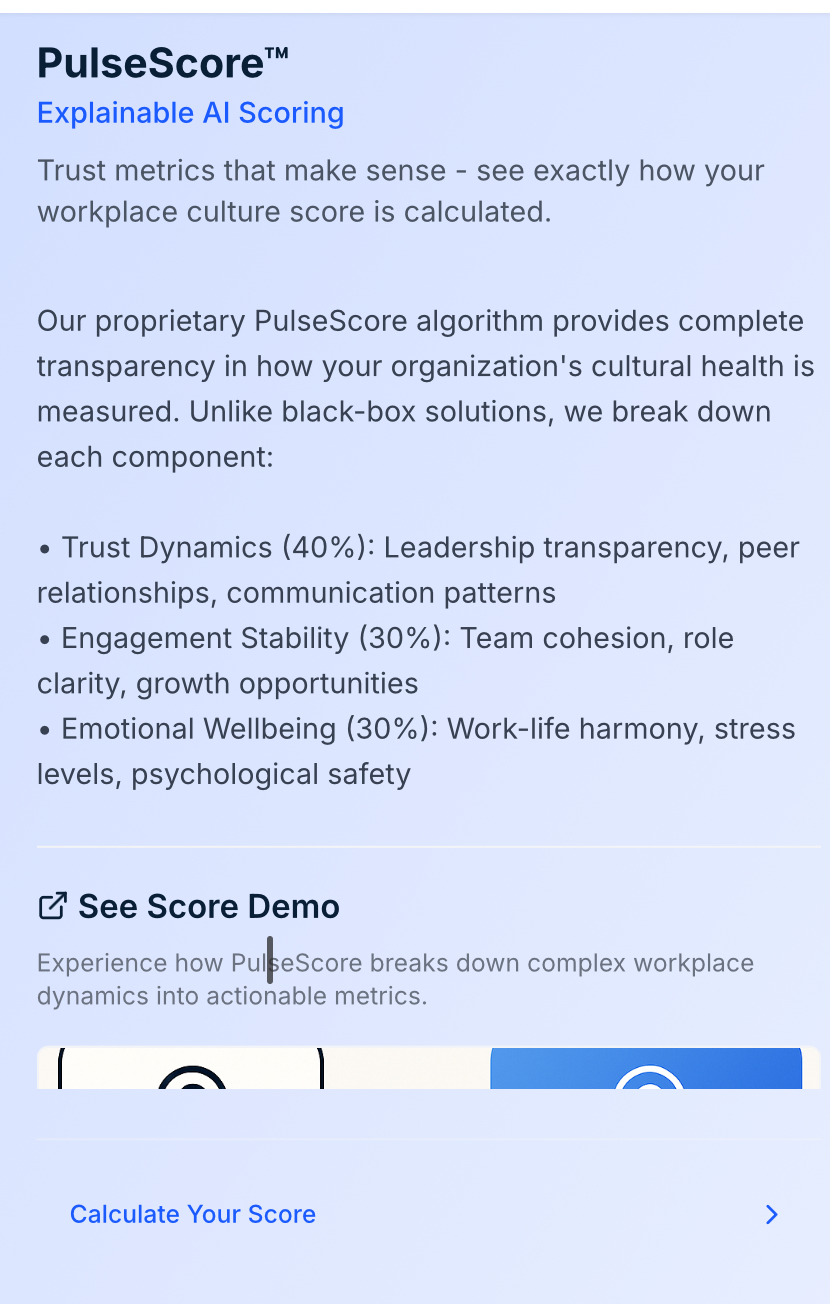 PulseScore™
Explainable AI Scoring
Trust metrics that make sense - see exactly how your
workplace culture score is calculated.
Our proprietary PulseScore algorithm provides complete
transparency in how your organization's cultural health is
measured. Unlike black-box solutions, we break down
each component:
• Trust Dynamics (40%): Leadership transparency, peer
relationships, communication patterns
• Engagement Stability (30%): Team cohesion, role
clarity, growth opportunities
• Emotional Wellbeing (30%): Work-life harmony, stress
levels, psychological safety
See Score Demo
Experience how PulseScore breaks down complex workplace
dynamics into actionable metrics.
Calculate Your Score